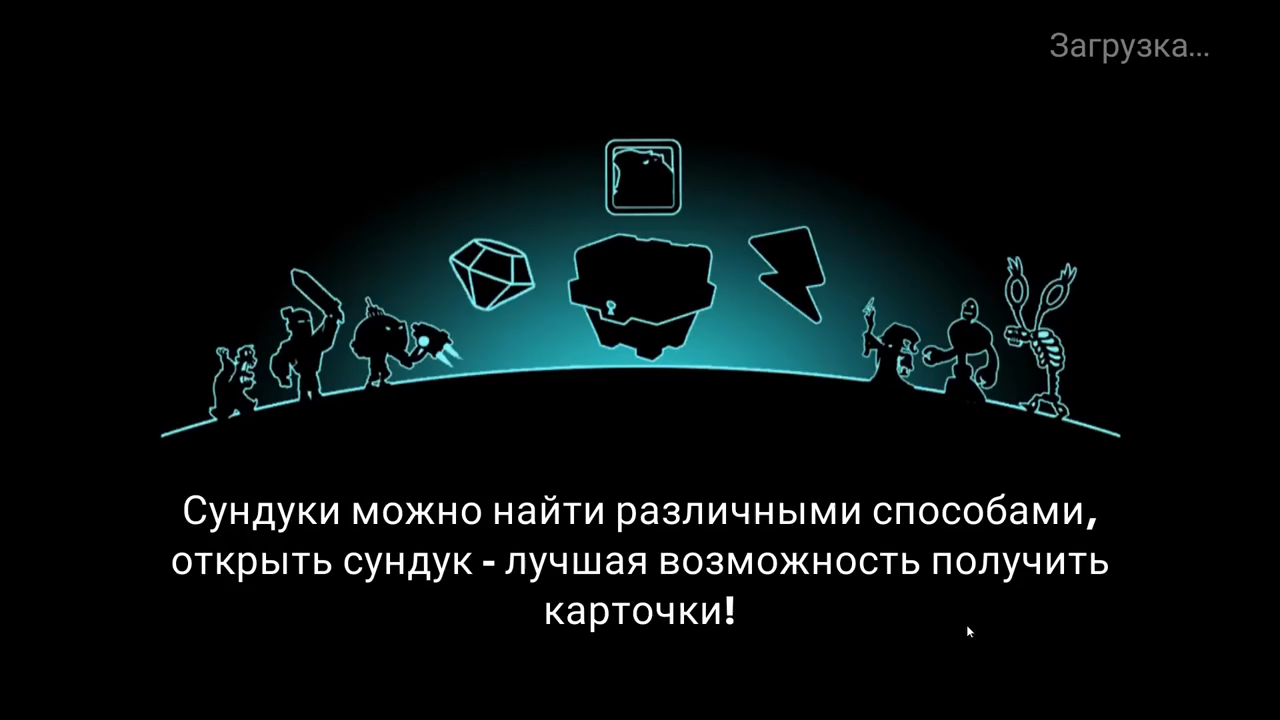 Загрузка...
Сундуки можно найти различными способами,
открыть сундук - лучшая возможность получить
карточки!